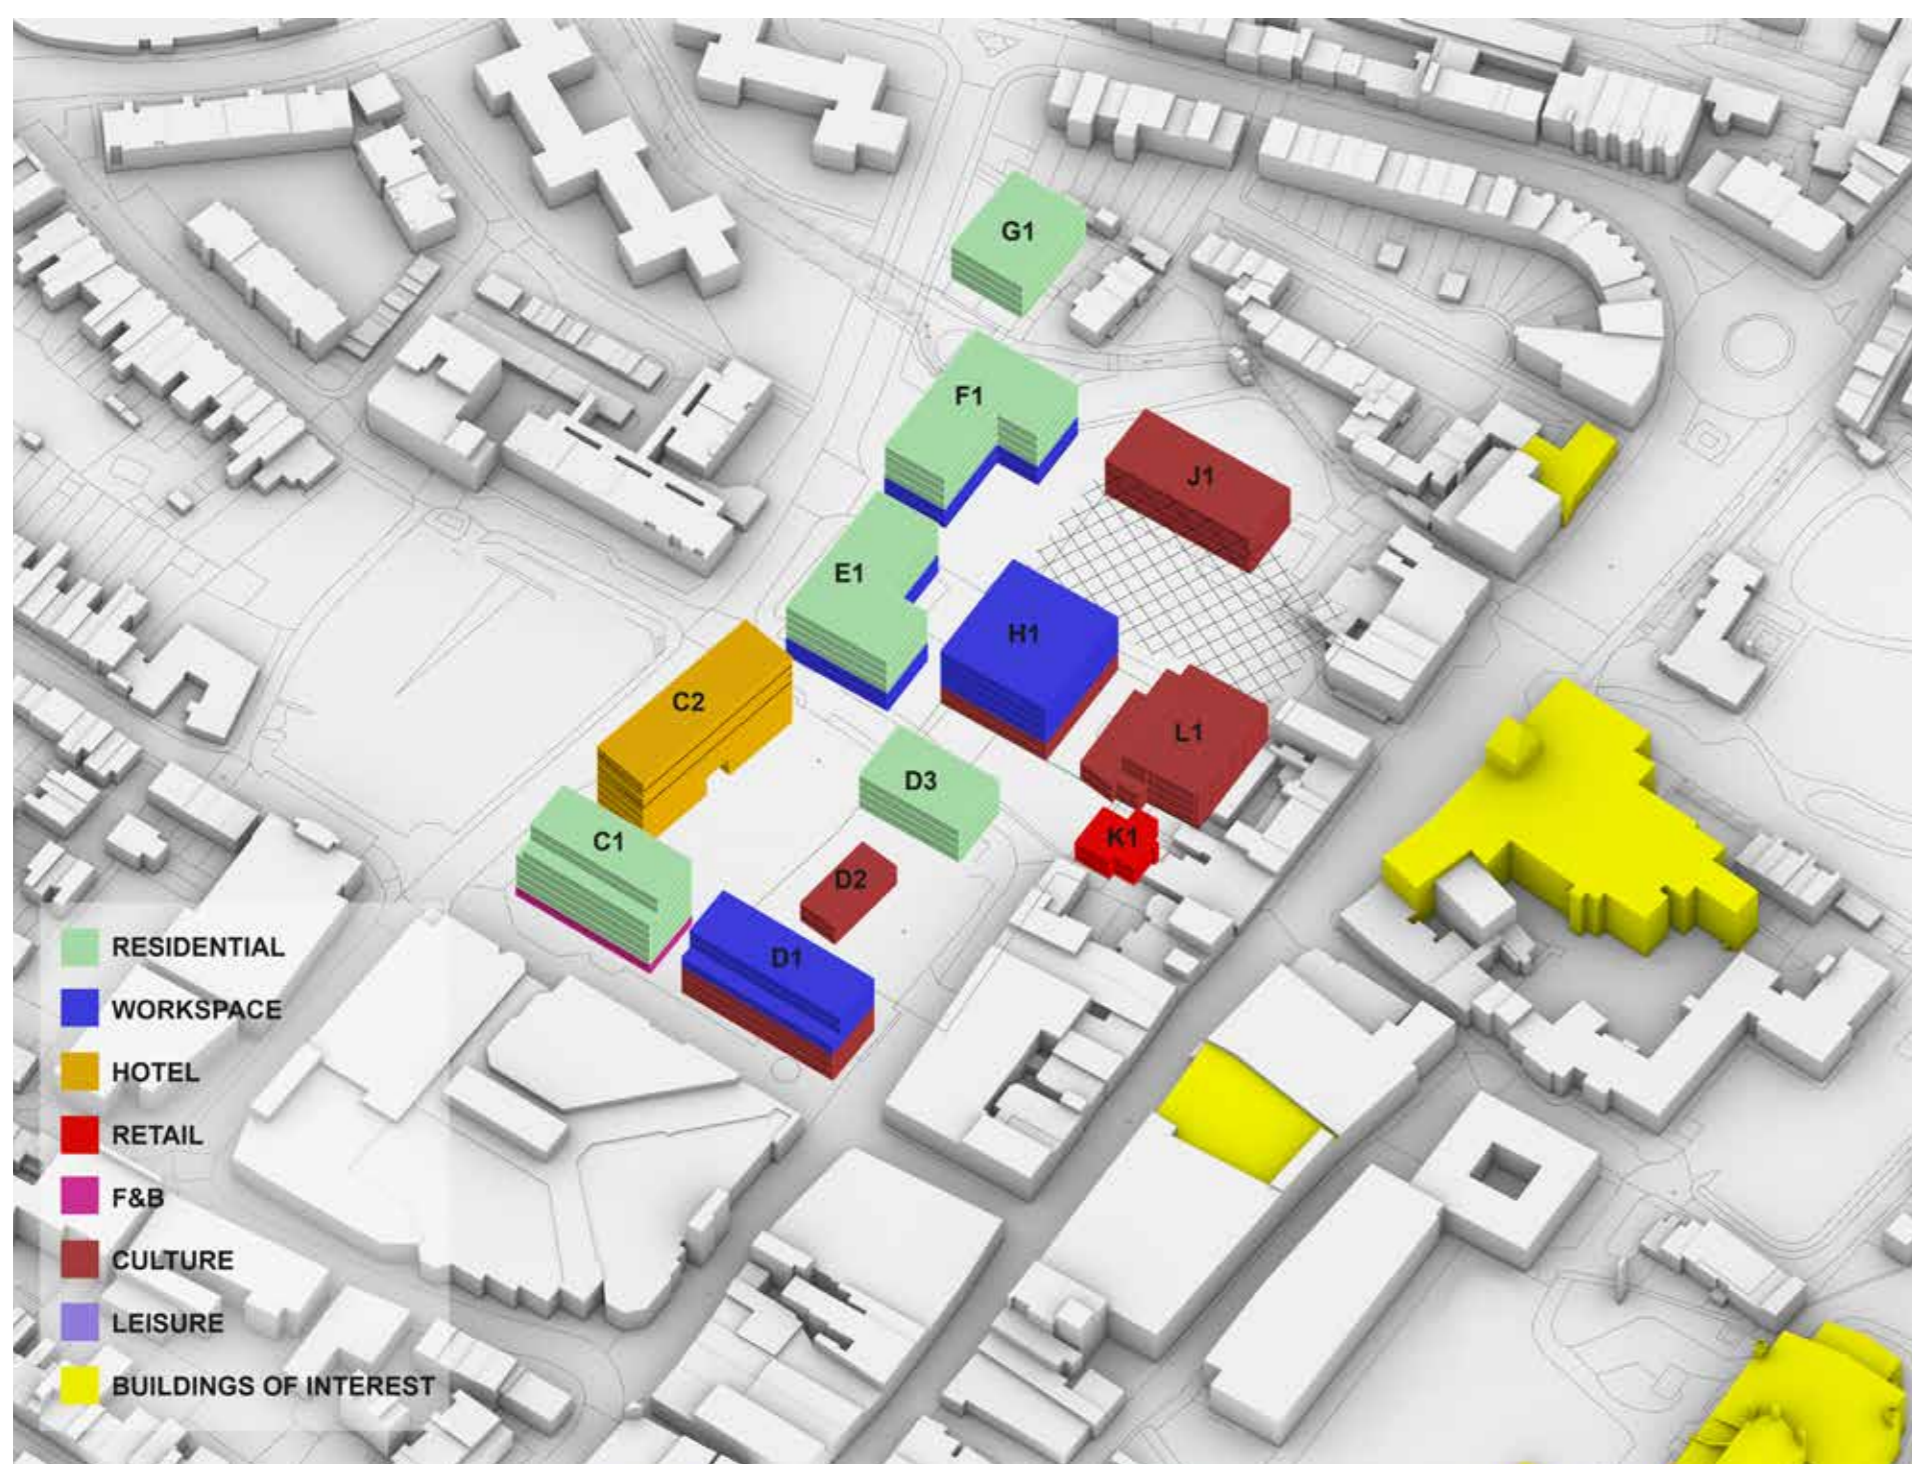 G1
F1
J1
E1
H1
C2
L1
D3
K1
C1
D2
D1
RESIDENTIAL
WORKSPACE
HOTEL
RETAIL
F&B
CULTURE
LEISURE
BUILDINGS OF INTEREST